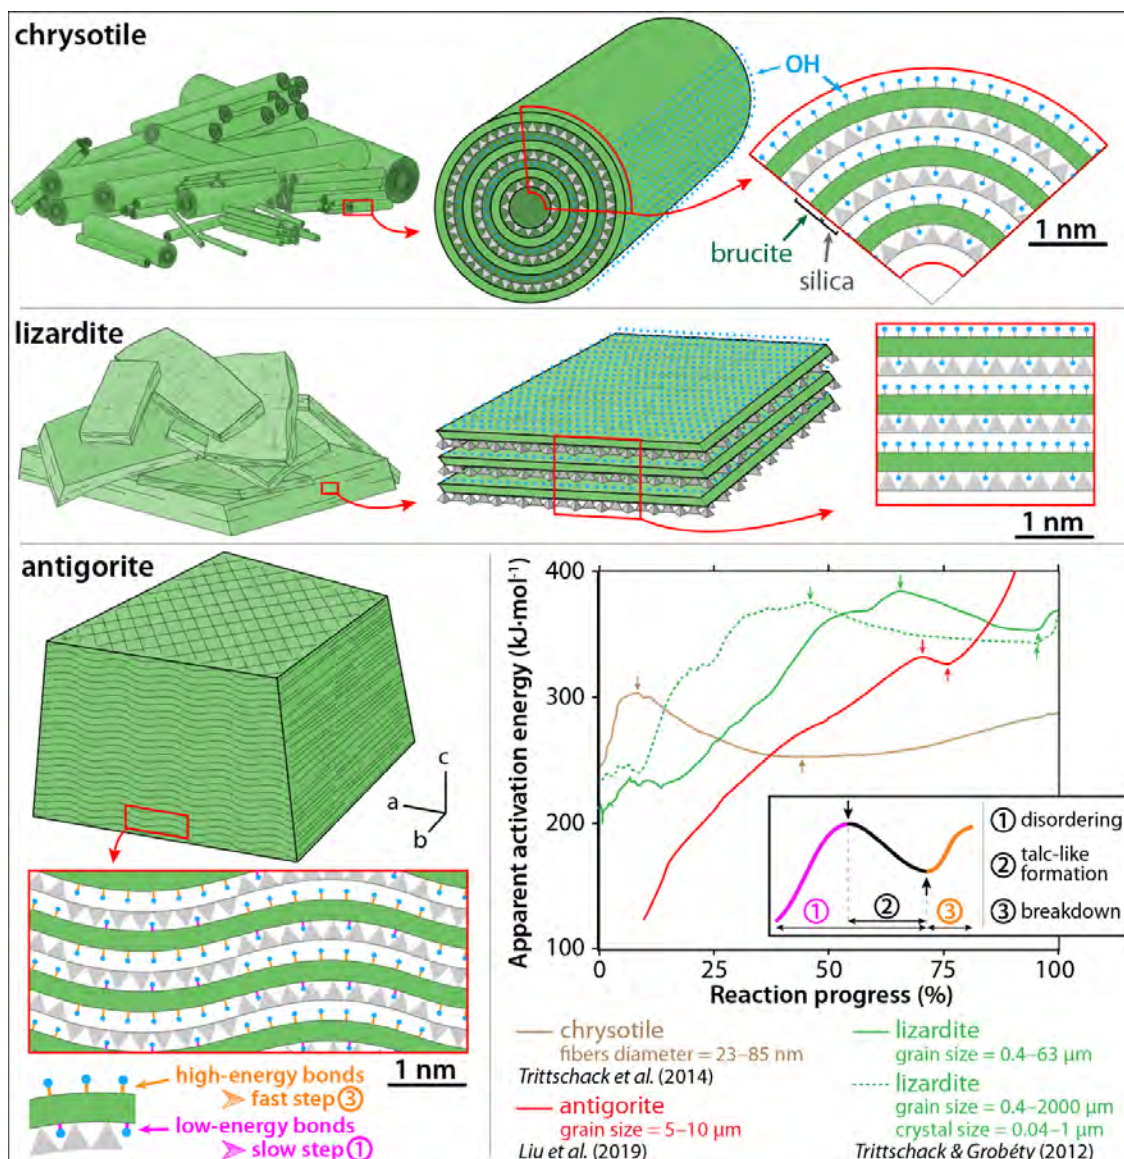 chrysotile
OH
brucite
silica
1 nm
lizardite
1 nm
antigorite
c
a
b
1 nm
high-energy bonds
fast step ③
low-energy bonds
slow step ①
Apparent activation energy (kJ·mol⁻¹)
400
300
200
100
0
25
50
75
100
Reaction progress (%)
①
②
③
① disordering
② talc-like
formation
③ breakdown
chrysotile
fibers diameter = 23–85 nm
Trittschack et al. (2014)
antigorite
grain size = 5–10 µm
Liu et al. (2019)
lizardite
grain size = 0.4–63 µm
lizardite
grain size = 0.4–2000 µm
crystal size = 0.04–1 µm
Trittschack & Grobéty (2012)